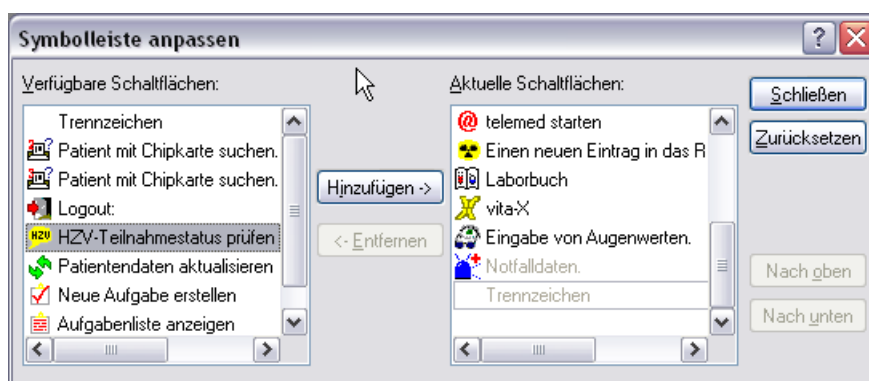 Symbolleiste anpassen
Verfügbare Schaltflächen:
Trennzeichen
Patient mit Chipkarte suchen.
Patient mit Chipkarte suchen.
Logout:
HZV HZV-Teilnahmestatus prüfen
Patientendaten aktualisieren
Neue Aufgabe erstellen
Aufgabenliste anzeigen
Hinzufügen ->
<- Entfernen
Aktuelle Schaltflächen:
telemed starten
Einen neuen Eintrag in das R
Laborbuch
vita-X
Eingabe von Augenwerten.
Notfalldaten.
Trennzeichen
Schließen
Zurücksetzen
Nach oben
Nach unten